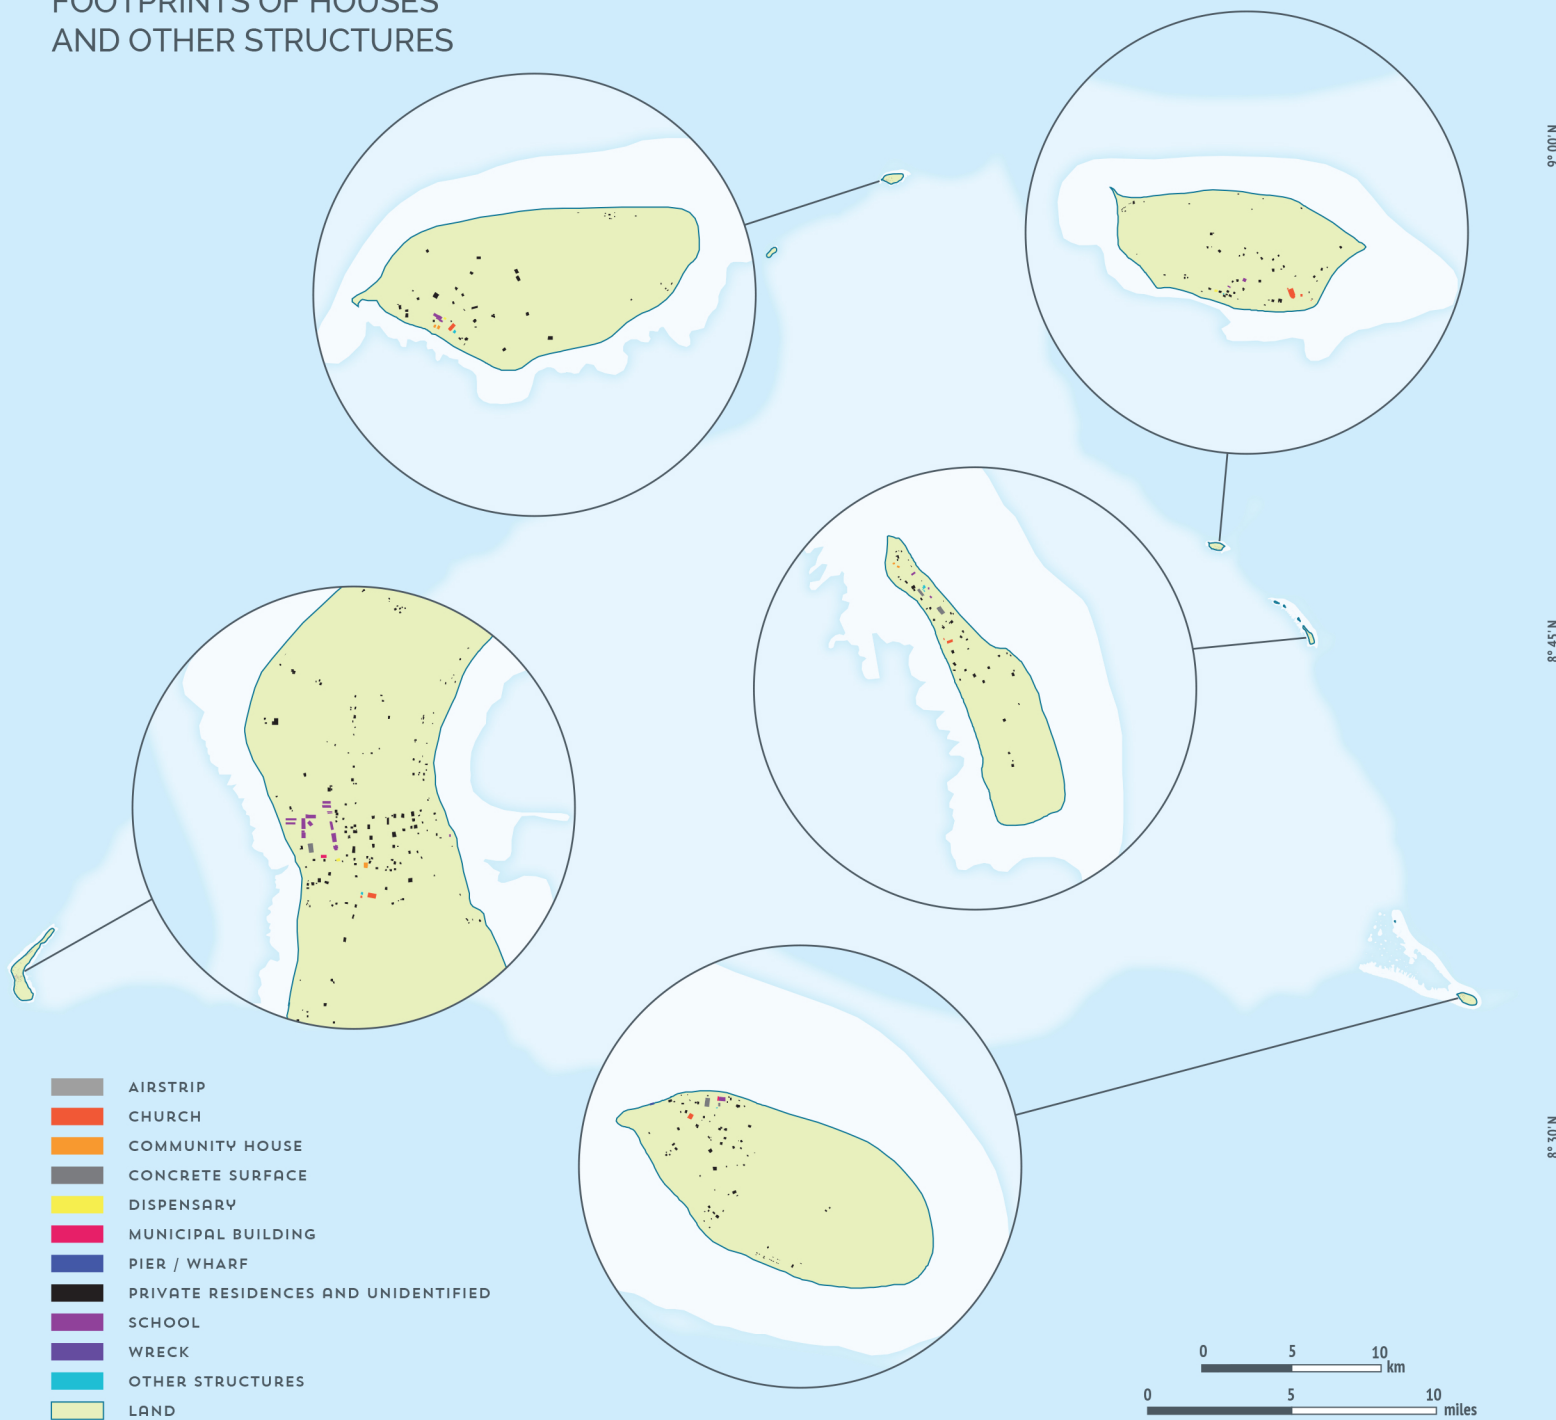 FOOTPRINTS OF HOUSES
AND OTHER STRUCTURES
9°00'N
8°45'N
8°30'N
AIRSTRIP
CHURCH
COMMUNITY HOUSE
CONCRETE SURFACE
DISPENSARY
MUNICIPAL BUILDING
PIER / WHARF
PRIVATE RESIDENCES AND UNIDENTIFIED
SCHOOL
WRECK
OTHER STRUCTURES
LAND
0 5 10
km
0 5 10
miles